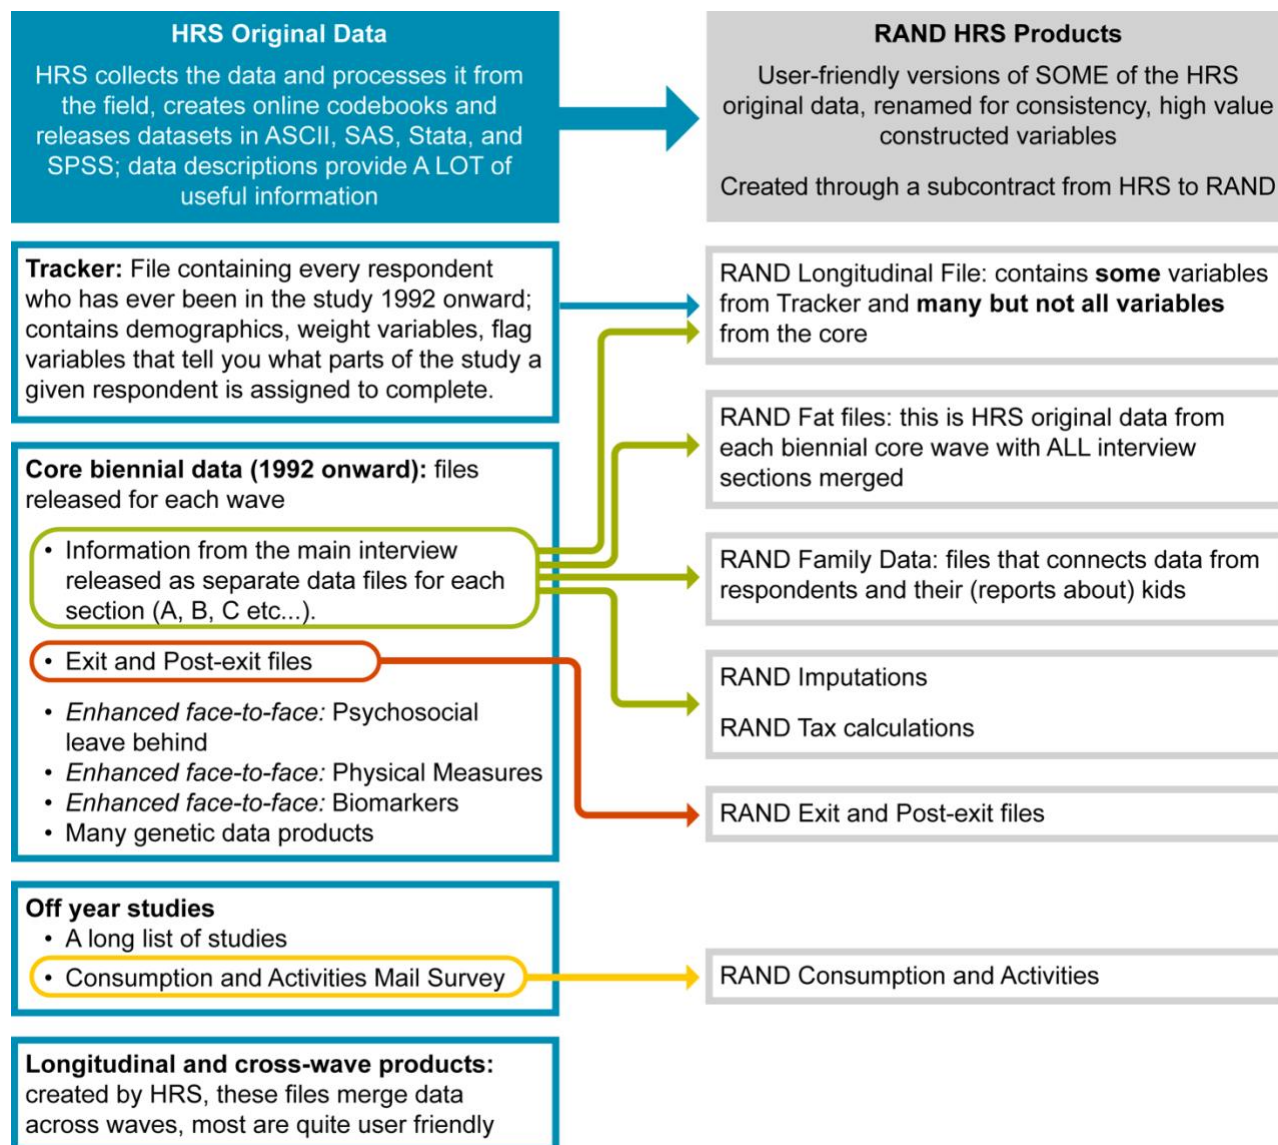 HRS Original Data
HRS collects the data and processes it from
the field, creates online codebooks and
releases datasets in ASCII, SAS, Stata, and
SPSS; data descriptions provide A LOT of
useful information
RAND HRS Products
User-friendly versions of SOME of the HRS
original data, renamed for consistency, high value
constructed variables
Created through a subcontract from HRS to RAND
Tracker: File containing every respondent
who has ever been in the study 1992 onward;
contains demographics, weight variables, flag
variables that tell you what parts of the study a
given respondent is assigned to complete.
RAND Longitudinal File: contains some variables
from Tracker and many but not all variables
from the core
RAND Fat files: this is HRS original data from
each biennial core wave with ALL interview
sections merged
Core biennial data (1992 onward): files
released for each wave
• Information from the main interview
released as separate data files for each
section (A, B, C etc...).
• Exit and Post-exit files
• Enhanced face-to-face: Psychosocial
leave behind
• Enhanced face-to-face: Physical Measures
• Enhanced face-to-face: Biomarkers
• Many genetic data products
RAND Family Data: files that connects data from
respondents and their (reports about) kids
RAND Imputations
RAND Tax calculations
RAND Exit and Post-exit files
Off year studies
• A long list of studies
• Consumption and Activities Mail Survey
RAND Consumption and Activities
Longitudinal and cross-wave products:
created by HRS, these files merge data
across waves, most are quite user friendly